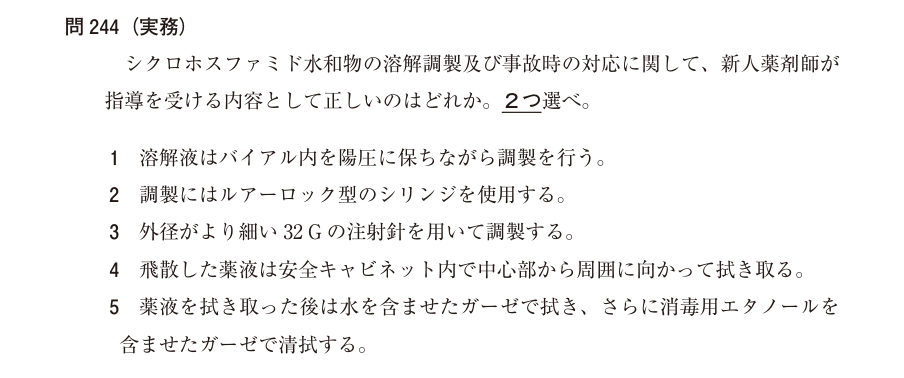 問 244（実務）
シクロホスファミド水和物の溶解調製及び事故時の対応に関して、新人薬剤師が
指導を受ける内容として正しいのはどれか。２つ選べ。
1 溶解液はバイアル内を陽圧に保ちながら調製を行う。
2 調製にはルアーロック型のシリンジを使用する。
3 外径がより細い 32 G の注射針を用いて調製する。
4 飛散した薬液は安全キャビネット内で中心部から周囲に向かって拭き取る。
5 薬液を拭き取った後は水を含ませたガーゼで拭き、さらに消毒用エタノールを
含ませたガーゼで清拭する。